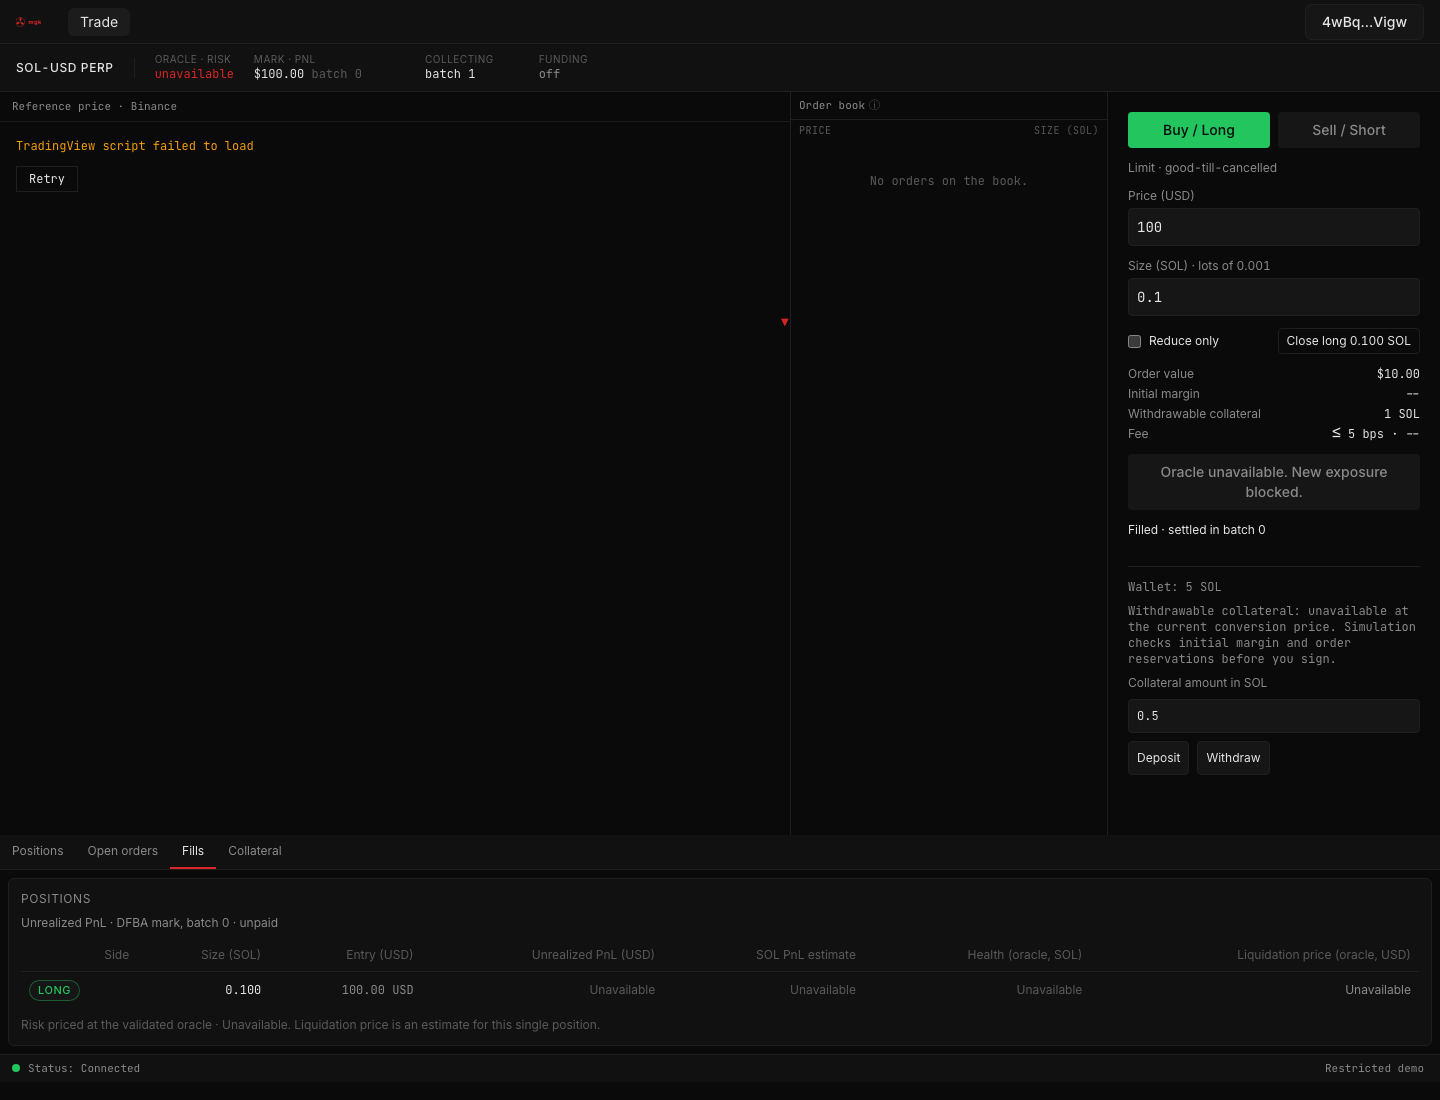 Trade
4wBq...Vigw
SOL-USD PERP
ORACLE · RISK
unavailable
MARK · PNL
$100.00 batch 0
COLLECTING
batch 1
FUNDING
off
Reference price · Binance
TradingView script failed to load
Retry
Order book ⓘ
PRICE SIZE (SOL)
No orders on the book.
Buy / Long
Sell / Short
Limit · good-till-cancelled
Price (USD)
100
Size (SOL) · lots of 0.001
0.1
Reduce only
Close long 0.100 SOL
Order value $10.00
Initial margin --
Withdrawable collateral 1 SOL
Fee ≤ 5 bps · --
Oracle unavailable. New exposure
blocked.
Filled · settled in batch 0
Wallet: 5 SOL
Withdrawable collateral: unavailable at
the current conversion price. Simulation
checks initial margin and order
reservations before you sign.
Collateral amount in SOL
0.5
Deposit
Withdraw
Positions Open orders Fills Collateral
POSITIONS
Unrealized PnL · DFBA mark, batch 0 · unpaid
Side Size (SOL) Entry (USD) Unrealized PnL (USD) SOL PnL estimate Health (oracle, SOL) Liquidation price (oracle, USD)
LONG 0.100 100.00 USD Unavailable Unavailable Unavailable Unavailable
Risk priced at the validated oracle · Unavailable. Liquidation price is an estimate for this single position.
Status: Connected
Restricted demo